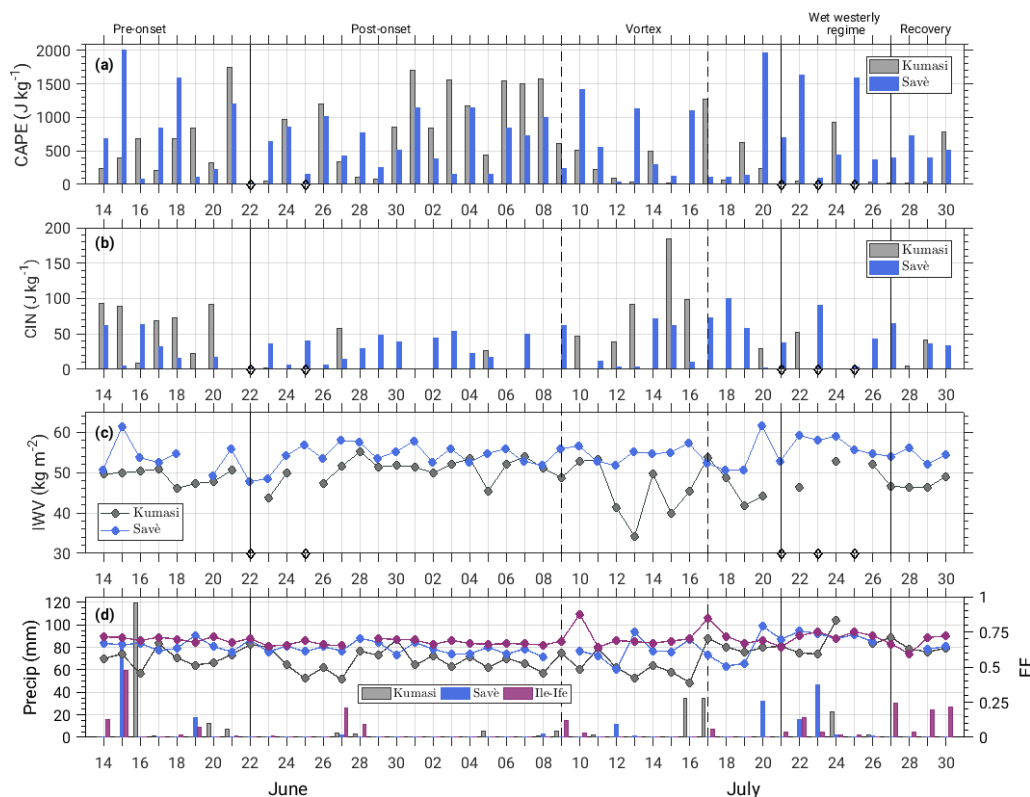 Pre-onset Post-onset Vortex Wet westerly regime Recovery
(a)
CAPE (J kg⁻¹)
2000
1500
1000
500
0
Kumasi
Savè
14 16 18 20 22 24 26 28 30 02 04 06 08 10 12 14 16 18 20 22 24 26 28 30
(b)
CIN (J kg⁻¹)
200
150
100
50
0
Kumasi
Savè
14 16 18 20 22 24 26 28 30 02 04 06 08 10 12 14 16 18 20 22 24 26 28 30
(c)
IWV (kg m⁻²)
60
50
40
30
Kumasi
Savè
14 16 18 20 22 24 26 28 30 02 04 06 08 10 12 14 16 18 20 22 24 26 28 30
(d)
Precip (mm)
120
100
80
60
40
20
0
Kumasi Savè Ile-Ife
1
0.75
0.5
0.25
0
14 16 18 20 22 24 26 28 30 02 04 06 08 10 12 14 16 18 20 22 24 26 28 30
June July